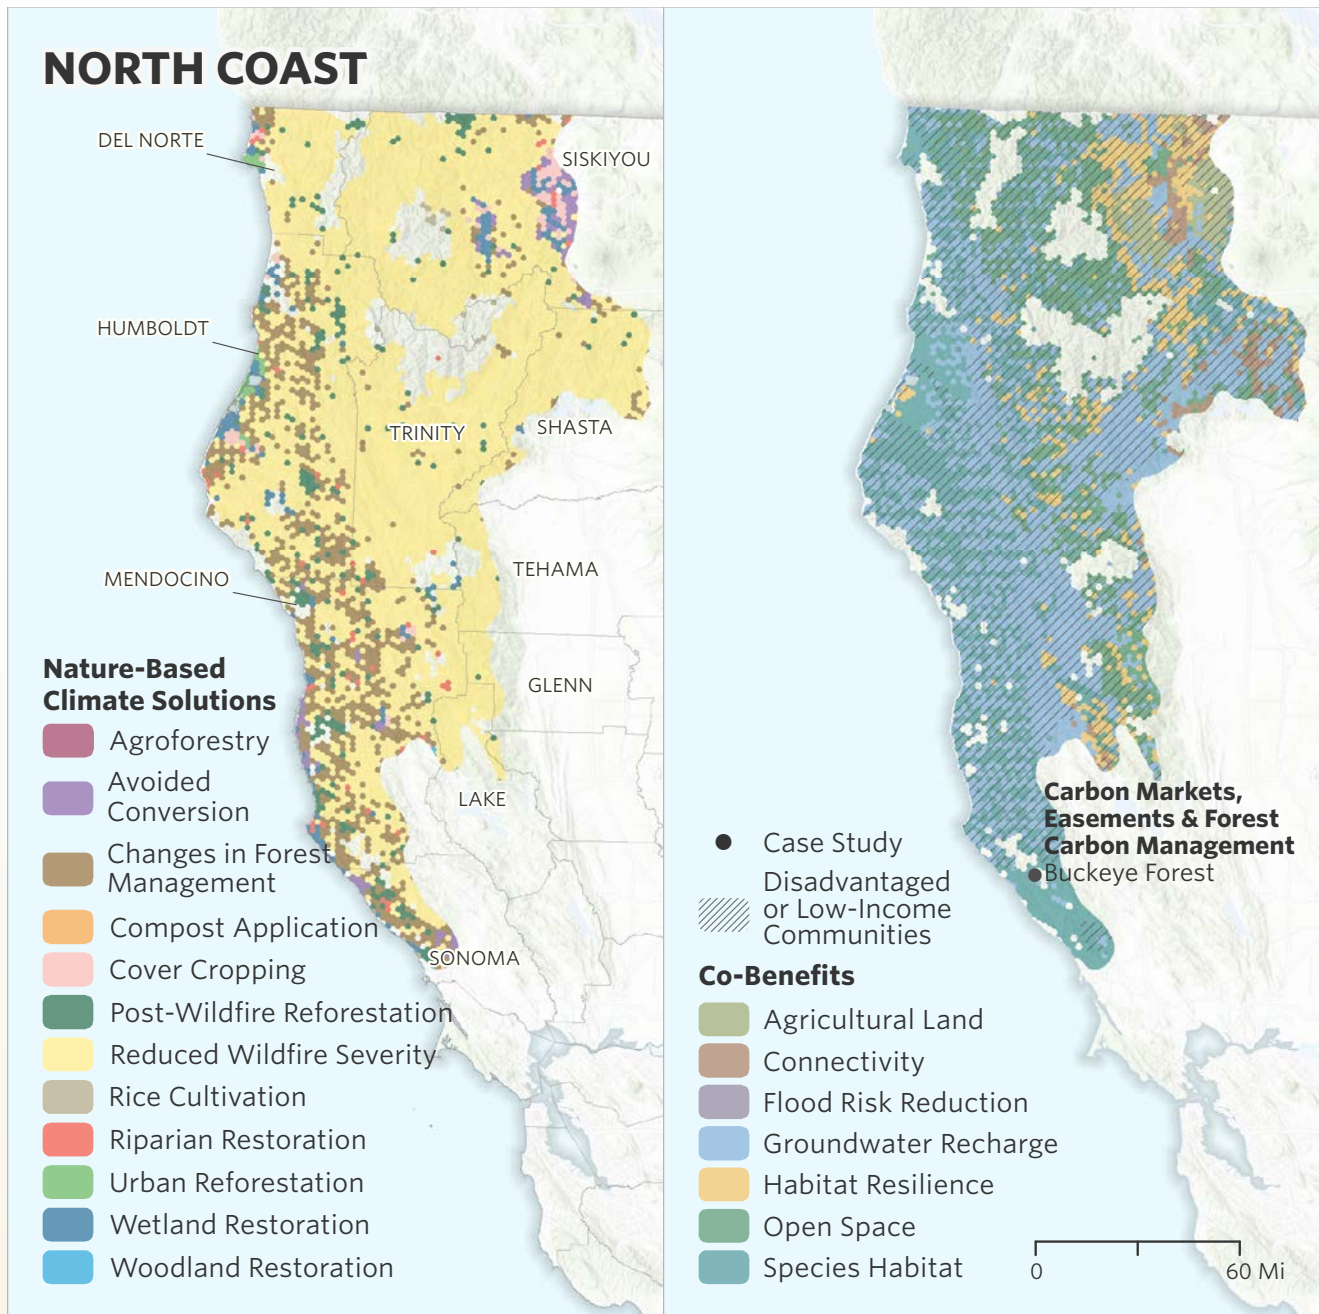 NORTH COAST
DEL NORTE
SISKIYOU
HUMBOLDT
TRINITY
SHASTA
MENDOCINO
TEHAMA
GLENN
LAKE
SONOMA
Nature-Based
Climate Solutions
Agroforestry
Avoided
Conversion
Changes in Forest
Management
Compost Application
Cover Cropping
Post-Wildfire Reforestation
Reduced Wildfire Severity
Rice Cultivation
Riparian Restoration
Urban Reforestation
Wetland Restoration
Woodland Restoration
Carbon Markets,
Easements & Forest
Carbon Management
Buckeye Forest
Case Study
Disadvantaged
or Low-Income
Communities
Co-Benefits
Agricultural Land
Connectivity
Flood Risk Reduction
Groundwater Recharge
Habitat Resilience
Open Space
Species Habitat
0 60 Mi